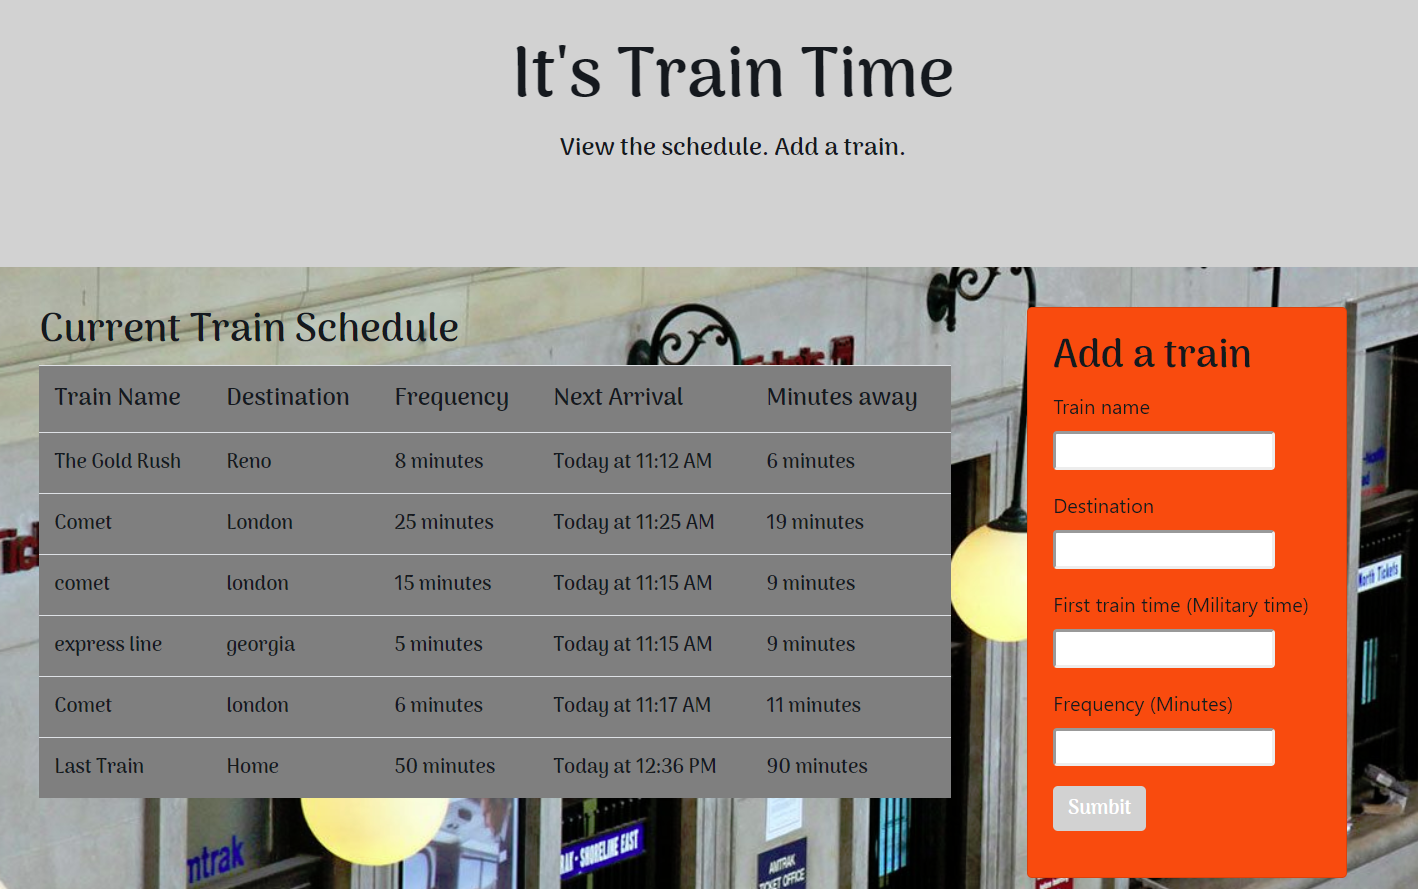 It's Train Time
View the schedule. Add a train.
Current Train Schedule
Train Name Destination Frequency Next Arrival Minutes away
The Gold Rush Reno 8 minutes Today at 11:12 AM 6 minutes
Comet London 25 minutes Today at 11:25 AM 19 minutes
comet london 15 minutes Today at 11:15 AM 9 minutes
express line georgia 5 minutes Today at 11:15 AM 9 minutes
Comet london 6 minutes Today at 11:17 AM 11 minutes
Last Train Home 50 minutes Today at 12:36 PM 90 minutes
Add a train
Train name
Destination
First train time (Military time)
Frequency (Minutes)
Sumbit
Tickets
North Tickets
mtrak
AK - SHORELINE EAST
AMTRAK
TICKET OFFICE